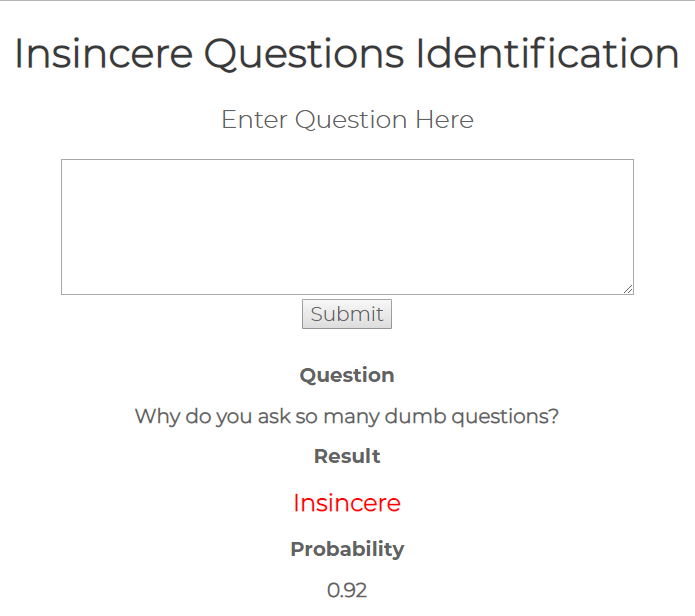 Insincere Questions Identification
Enter Question Here
Submit
Question
Why do you ask so many dumb questions?
Result
Insincere
Probability
0.92